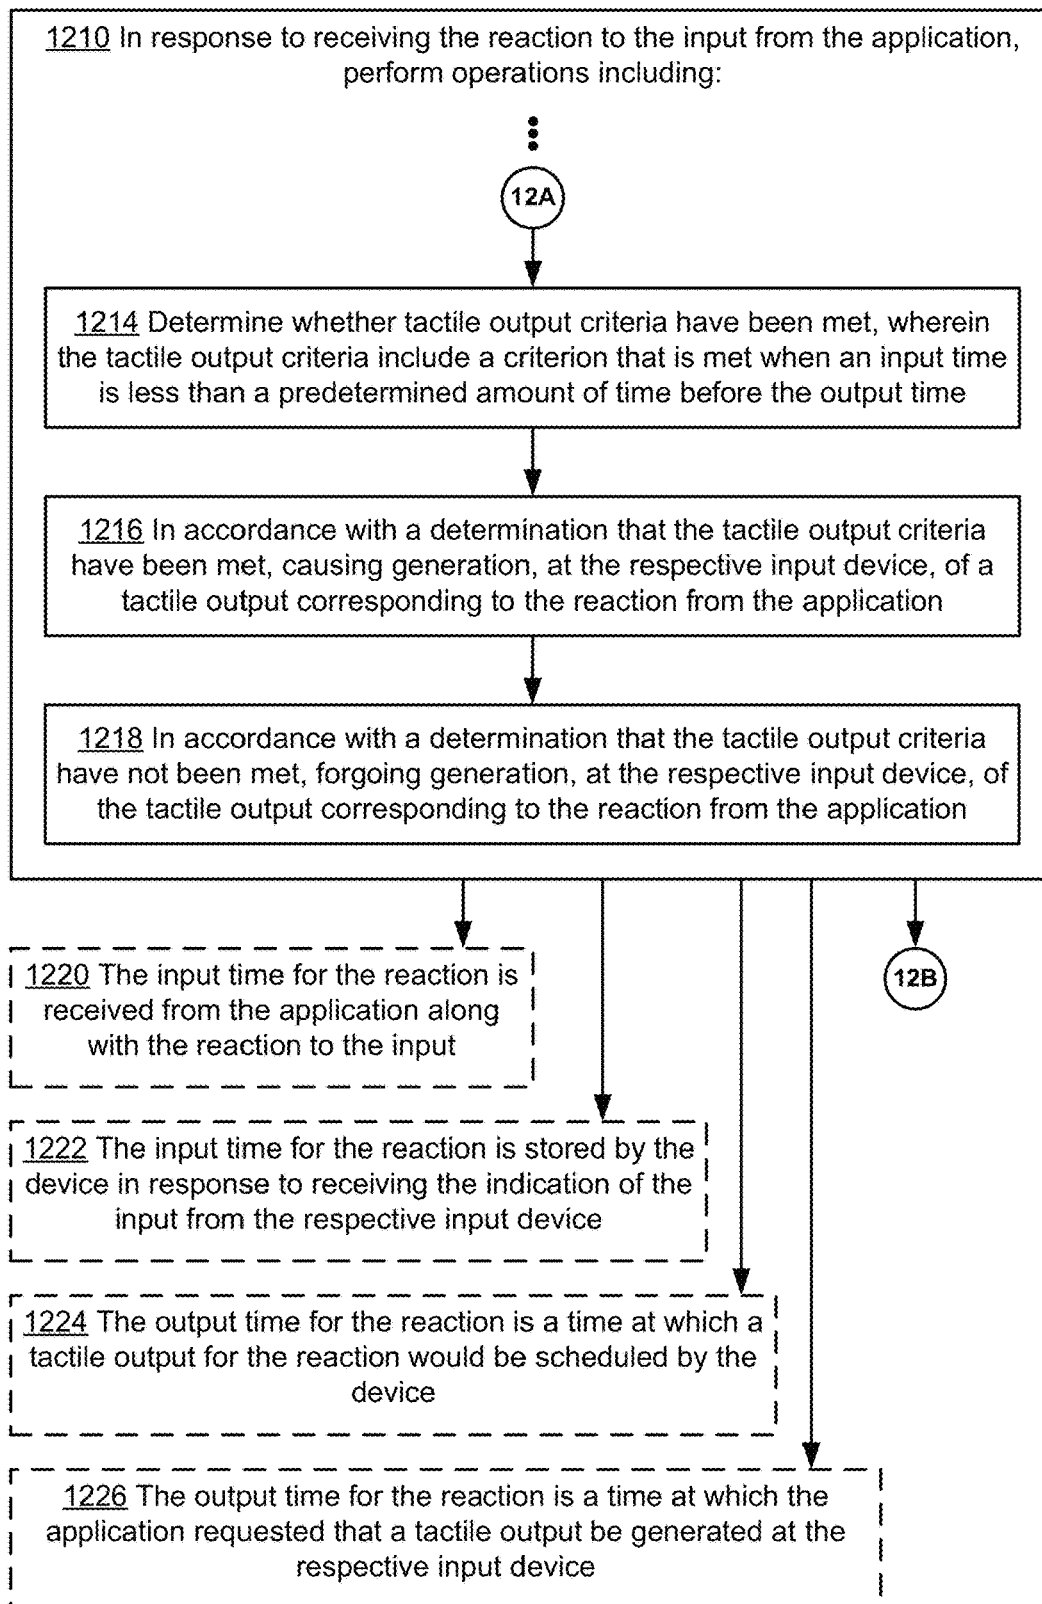 1210 In response to receiving the reaction to the input from the application,
perform operations including:
12A
1214 Determine whether tactile output criteria have been met, wherein
the tactile output criteria include a criterion that is met when an input time
is less than a predetermined amount of time before the output time
1216 In accordance with a determination that the tactile output criteria
have been met, causing generation, at the respective input device, of a
tactile output corresponding to the reaction from the application
1218 In accordance with a determination that the tactile output criteria
have not been met, forgoing generation, at the respective input device, of
the tactile output corresponding to the reaction from the application
1220 The input time for the reaction is
received from the application along
with the reaction to the input
12B
1222 The input time for the reaction is stored by the
device in response to receiving the indication of the
input from the respective input device
1224 The output time for the reaction is a time at which a
tactile output for the reaction would be scheduled by the
device
1226 The output time for the reaction is a time at which the
application requested that a tactile output be generated at the
respective input device